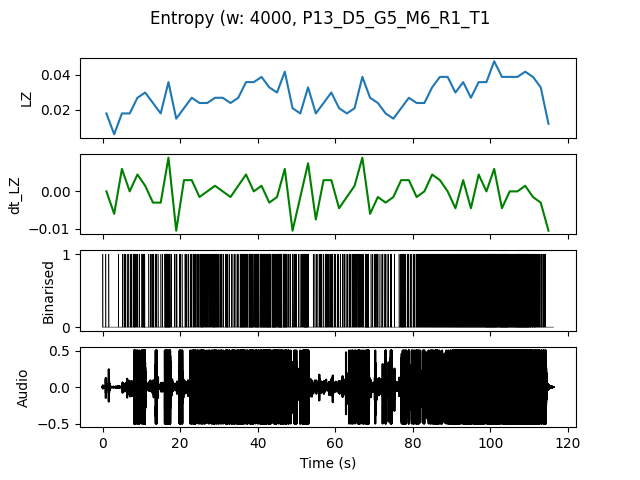 Entropy (w: 4000, P13_D5_G5_M6_R1_T1
LZ
0.04
0.02
dt_LZ
0.00
−0.01
Binarised
1
0
Audio
0.5
0.0
−0.5
0 20 40 60 80 100 120
Time (s)